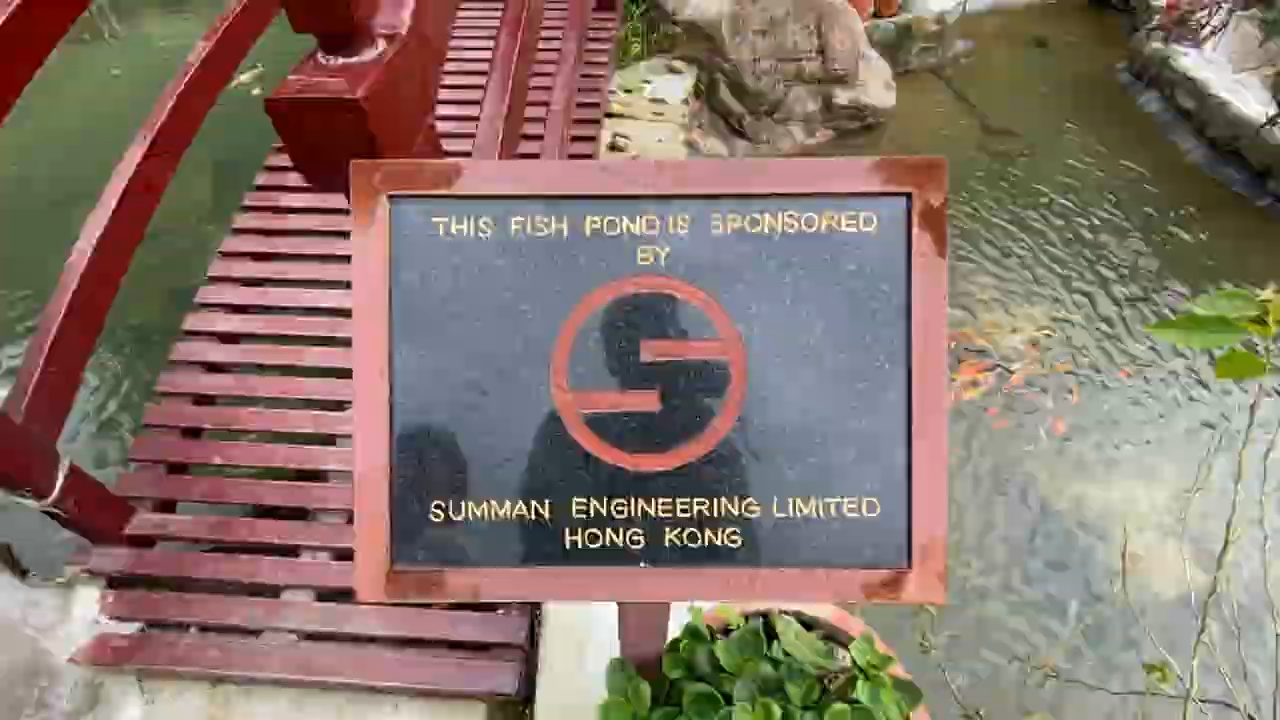 THIS FISH POND IS SPONSORED
BY
SUMMAN ENGINEERING LIMITED
HONG KONG